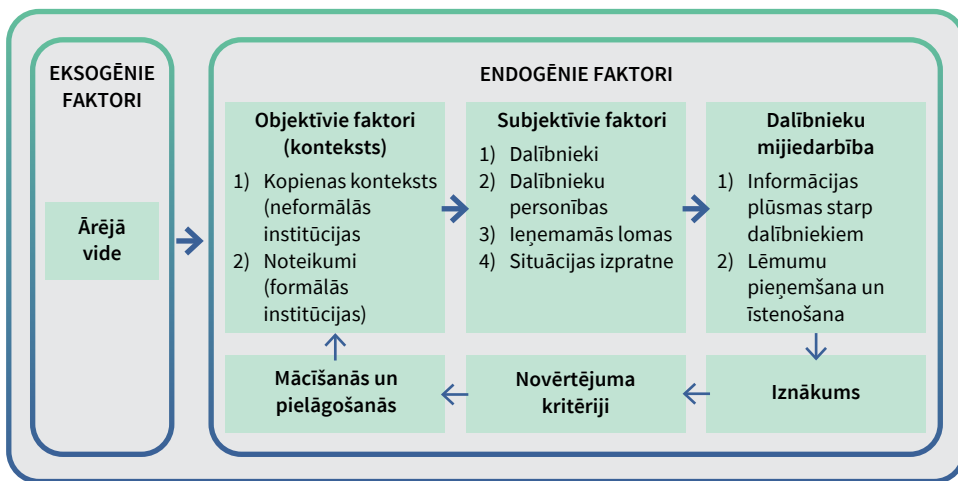 EKSOGĒNIE
FAKTORI
Ārējā
vide
ENDOGĒNIE FAKTORI
Objektīvie faktori
(konteksts)
1) Kopienas konteksts
(neformālās
institūcijas
2) Noteikumi
(formālās
institūcijas)
Subjektīvie faktori
1) Dalībnieki
2) Dalībnieku
personības
3) Ieņemamās lomas
4) Situācijas izpratne
Dalībnieku
mijiedarbība
1) Informācijas
plūsmas starp
dalībniekiem
2) Lēmumu
pieņemšana un
īstenošana
Mācīšanās un
pielāgošanās
Novērtējuma
kritēriji
Iznākums